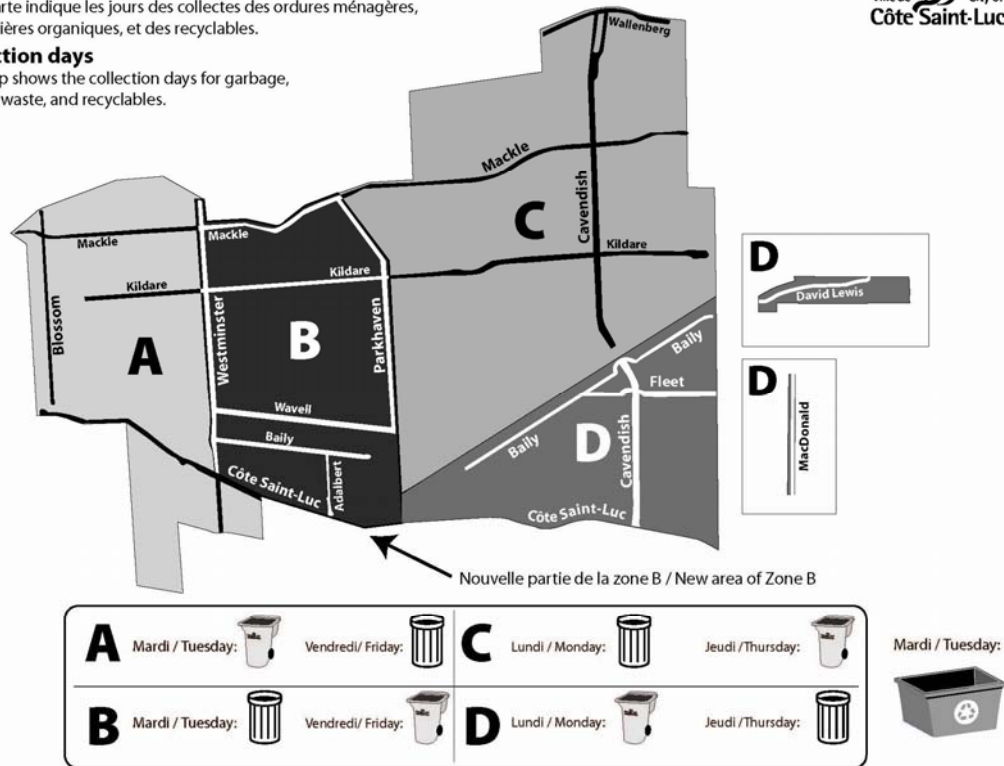 indique les jours des collectes des ordures ménagères,
organiques, et des recyclables.
days
shows the collection days for garbage,
waste, and recyclables.
Côte Saint-Luc
Wallenberg
Mackle
Cavendish
C
Kildare
Mackle
Mackle
Kildare
Kildare
Blossom
A
Westminster
B
Parkhaven
Wavell
Baily
Côte Saint-Luc
Adalbert
Baily
Fleet
Baily
D
Cavendish
Côte Saint-Luc
D
David Lewis
D
MacDonald
Nouvelle partie de la zone B / New area of Zone B
A Mardi / Tuesday: Vendredi/ Friday:
C Lundi / Monday: Jeudi /Thursday:
B Mardi / Tuesday: Vendredi/ Friday:
D Lundi / Monday: Jeudi /Thursday:
Mardi / Tuesday: